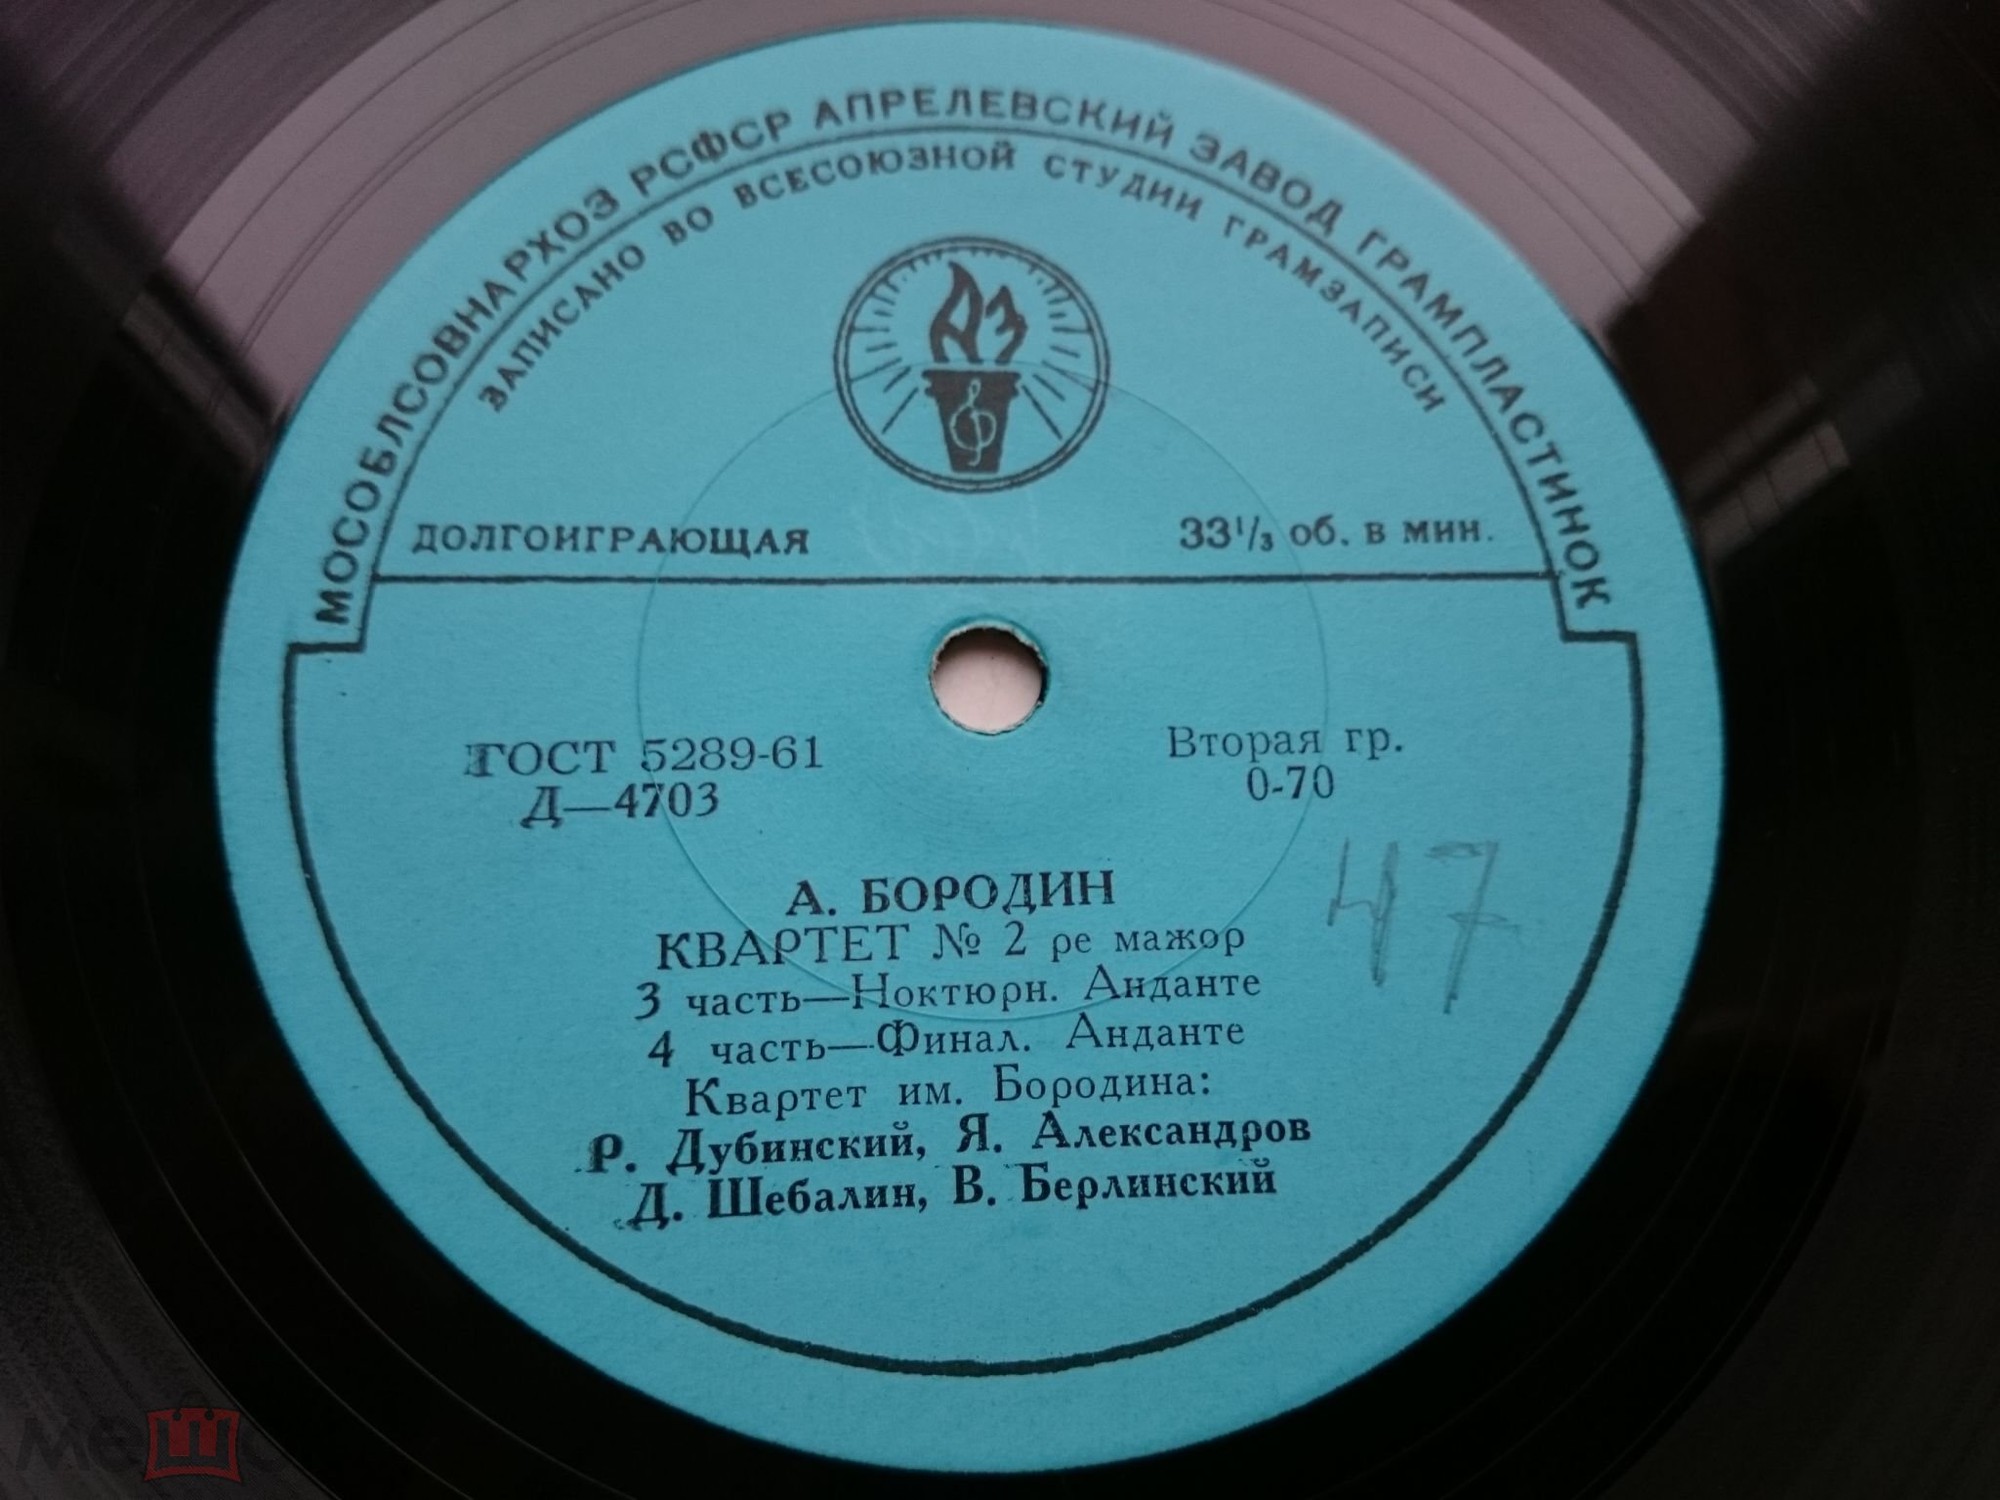 МОСОБЛСОВНАРХОЗ РСФСР АПРЕЛЕВСКИЙ ЗАВОД ГРАМПЛАСТИНОК
ЗАПИСАНО ВО ВСЕСОЮЗНОЙ СТУДИИ ГРАМЗАПИСИ
АЗ
ДОЛГОИГРАЮЩАЯ 33⅓ об. в мин.
ГОСТ 5289-61 Вторая гр.
Д—4703 0-70
47
А. БОРОДИН
КВАРТЕТ № 2 ре мажор
3 часть—Ноктюрн. Анданте
4 часть—Финал. Анданте
Квартет им. Бородина:
Р. Дубинский, Я. Александров
Д. Шебалин, В. Берлинский
мешо